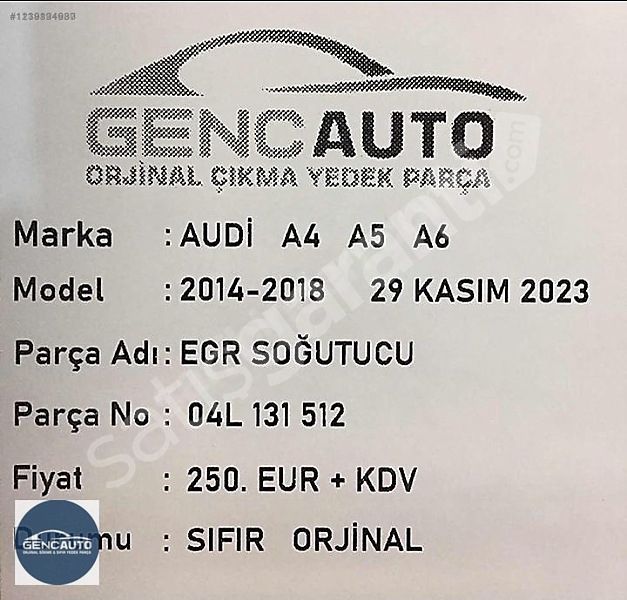 #1239894983
GENCAUTO
.com
ORJİNAL ÇIKMA YEDEK PARÇA
Marka : AUDİ A4 A5 A6
Model : 2014-2018 29 KASIM 2023
Parça Adı : EGR SOĞUTUCU
Parça No : 04L 131 512
Fiyat : 250. EUR + KDV
: SIFIR ORJİNAL
GENCAUTO